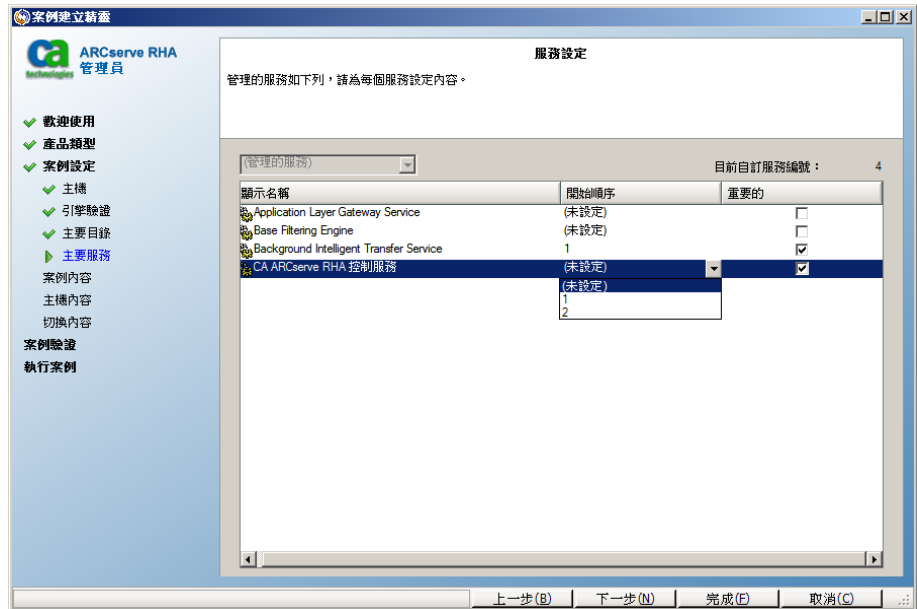 案例建立精靈
ca technologies
ARCserve RHA
管理員
歡迎使用
產品類型
案例設定
主機
引擎驗證
主要目錄
主要服務
案例內容
主機內容
切換內容
案例驗證
執行案例
服務設定
管理的服務如下列，請為每個服務設定內容。
(管理的服務)
目前自訂服務編號： 4
顯示名稱 開始順序 重要的
Application Layer Gateway Service (未設定)
Base Filtering Engine (未設定)
Background Intelligent Transfer Service 1
CA ARCserve RHA 控制服務 (未設定)
(未設定)
1
2
上一步(B) 下一步(N) 完成(F) 取消(C)